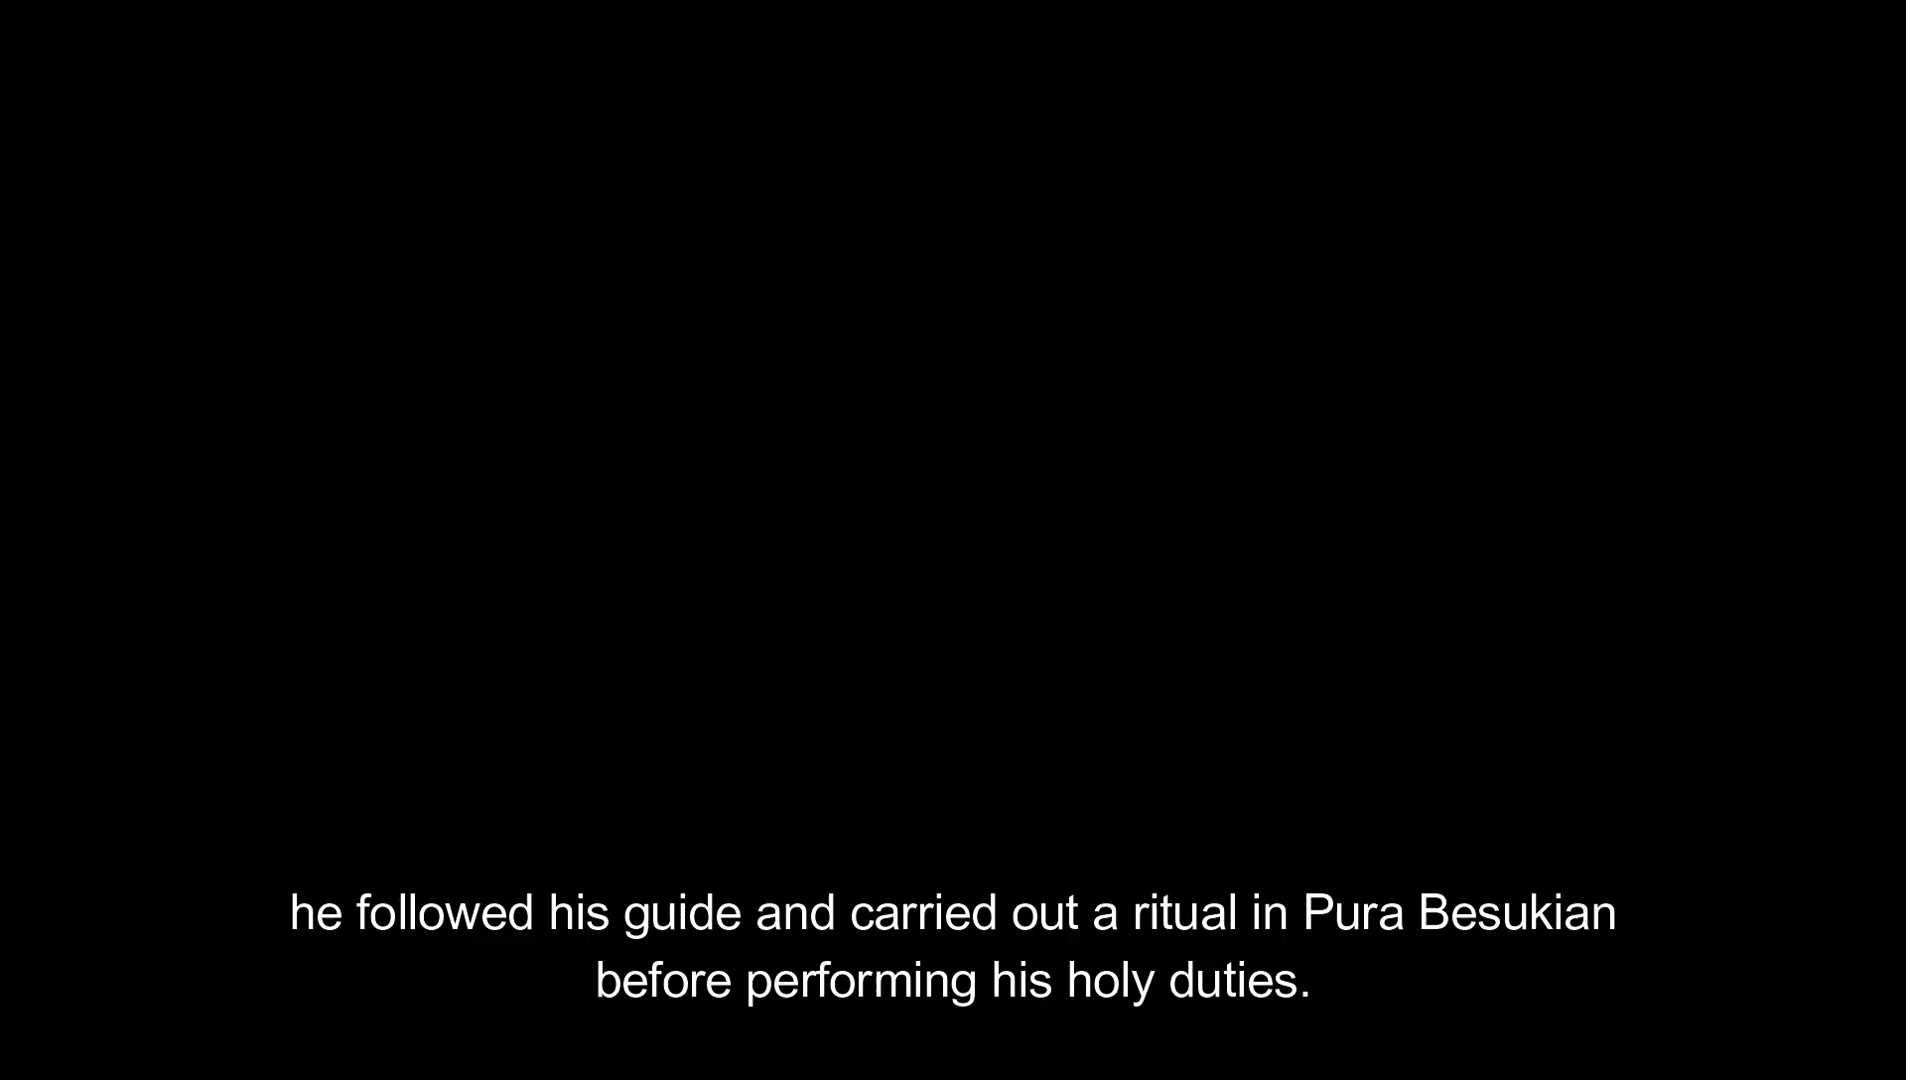 he followed his guide and carried out a ritual in Pura Besukian
before performing his holy duties.